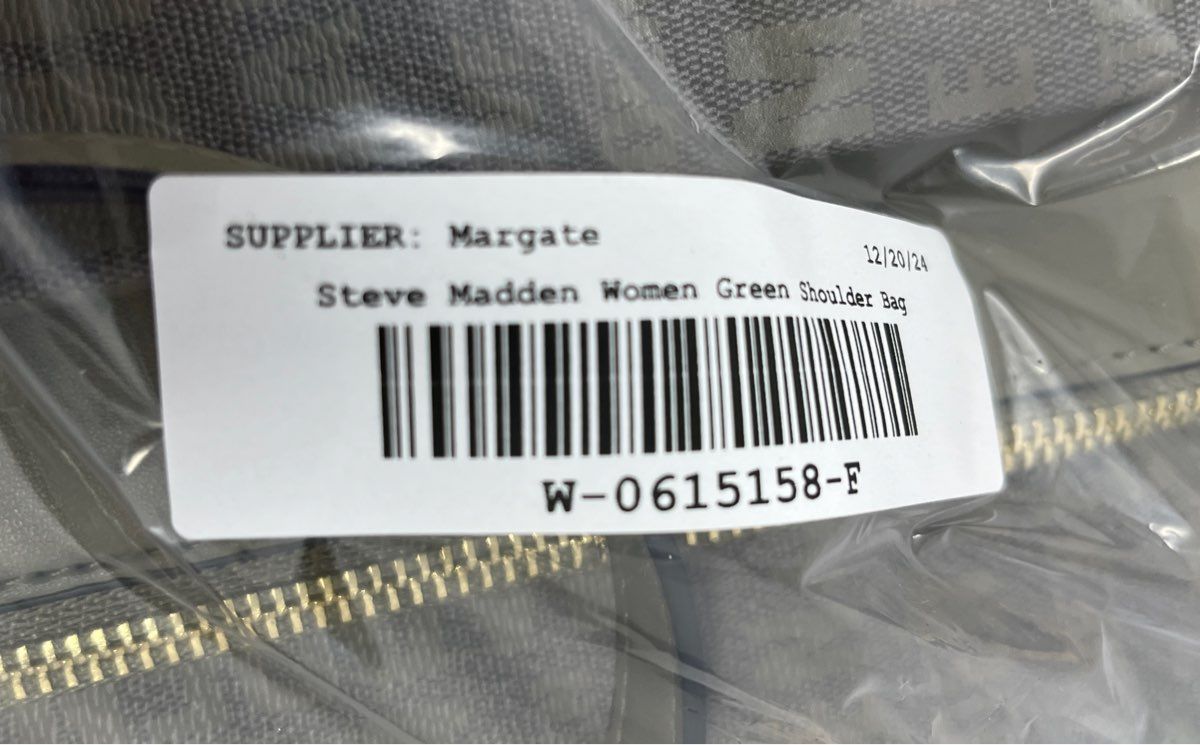 SUPPLIER: Margate
12/20/24
Steve Madden Women Green Shoulder Bag
W-0615158-F